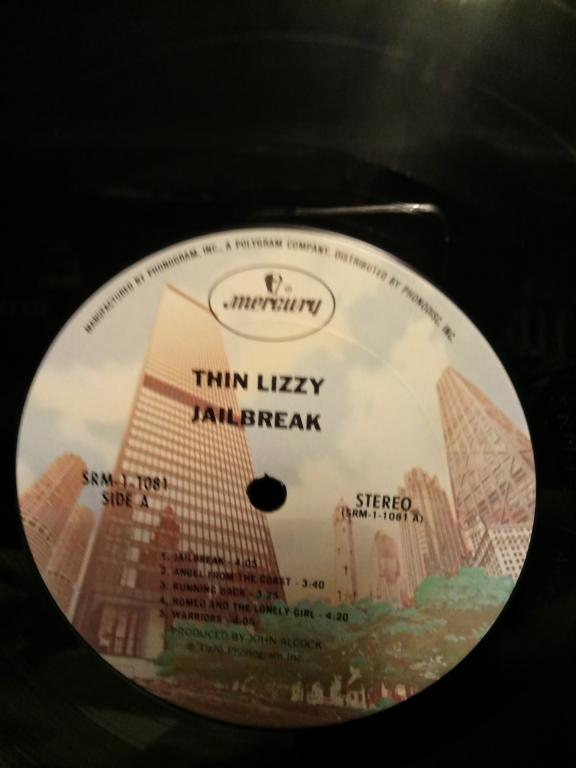 MANUFACTURED BY PHONOGRAM, INC., A POLYGRAM COMPANY. DISTRIBUTED BY PHONODISC, INC.
mercury®
THIN LIZZY
JAILBREAK
SRM-1-1081
SIDE A
STEREO
(SRM-1-1081 A)
1. JAILBREAK - 4:05
2. ANGEL FROM THE COAST - 3:40
3. RUNNING BACK - 3:25
4. ROMEO AND THE LONELY GIRL - 4:20
5. WARRIORS - 4:05
PRODUCED BY JOHN ALCOCK
℗ 1976 Phonogram Inc.